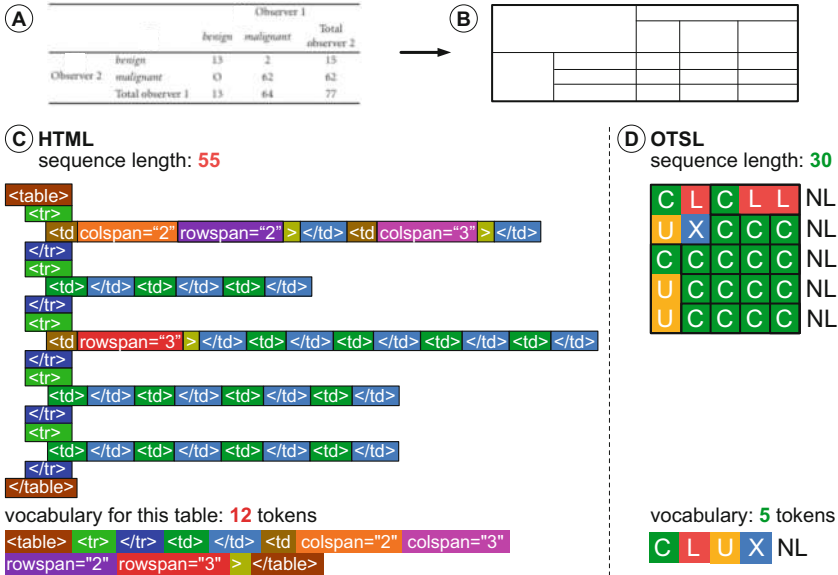 A
Observer 1
benign malignant Total observer 2
Observer 2 benign 13 2 15
malignant O 62 62
Total observer 1 13 64 77
B
C HTML
sequence length: 55
<table>
<tr>
<td colspan="2" rowspan="2" > </td> <td colspan="3" > </td>
</tr>
<tr>
<td> </td> <td> </td> <td> </td>
</tr>
<tr>
<td rowspan="3" > </td> <td> </td> <td> </td> <td> </td> <td> </td>
</tr>
<tr>
<td> </td> <td> </td> <td> </td> <td> </td>
</tr>
<tr>
<td> </td> <td> </td> <td> </td> <td> </td>
</tr>
</table>
vocabulary for this table: 12 tokens
<table> <tr> </tr> <td> </td> <td colspan="2" colspan="3"
rowspan="2" rowspan="3" > </table>
D OTSL
sequence length: 30
C L C L L NL
U X C C C NL
C C C C C NL
U C C C C NL
U C C C C NL
vocabulary: 5 tokens
C L U X NL